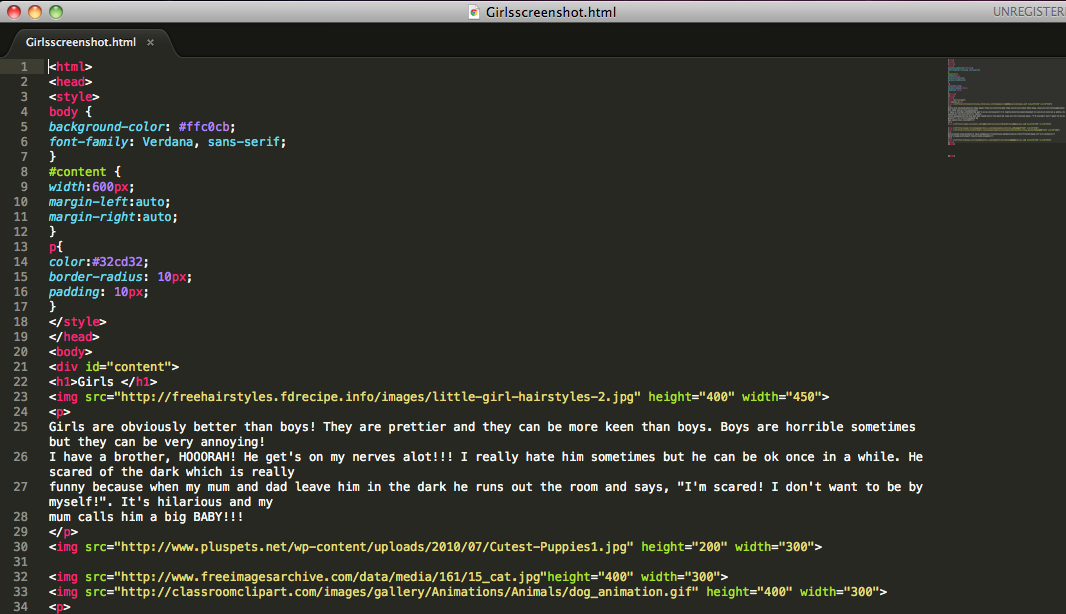 Girlsscreenshot.html
UNREGISTER
Girlsscreenshot.html ×
1 <html>
2 <head>
3 <style>
4 body {
5 background-color: #ffc0cb;
6 font-family: Verdana, sans-serif;
7 }
8 #content {
9 width:600px;
10 margin-left:auto;
11 margin-right:auto;
12 }
13 p{
14 color:#32cd32;
15 border-radius: 10px;
16 padding: 10px;
17 }
18 </style>
19 </head>
20 <body>
21 <div id="content">
22 <h1>Girls </h1>
23 <img src="http://freehairstyles.fdrecipe.info/images/little-girl-hairstyles-2.jpg" height="400" width="450">
24 <p>
25 Girls are obviously better than boys! They are prettier and they can be more keen than boys. Boys are horrible sometimes
but they can be very annoying!
26 I have a brother, HOOORAH! He get's on my nerves alot!!! I really hate him sometimes but he can be ok once in a while. He
scared of the dark which is really
27 funny because when my mum and dad leave him in the dark he runs out the room and says, "I'm scared! I don't want to be by
myself!". It's hilarious and my
28 mum calls him a big BABY!!!
29 </p>
30 <img src="http://www.pluspets.net/wp-content/uploads/2010/07/Cutest-Puppies1.jpg" height="200" width="300">
31
32 <img src="http://www.freeimagesarchive.com/data/media/161/15_cat.jpg"height="400" width="300">
33 <img src="http://classroomclipart.com/images/gallery/Animations/Animals/dog_animation.gif" height="400" width="300">
34 <p>